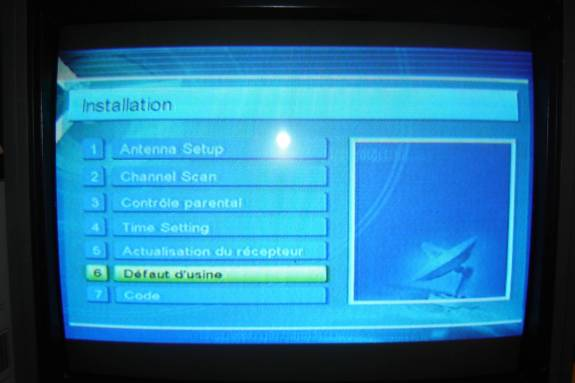 Installation
1 Antenna Setup
2 Channel Scan
3 Contrôle parental
4 Time Setting
5 Actualisation du récepteur
6 Défaut d'usine
7 Code